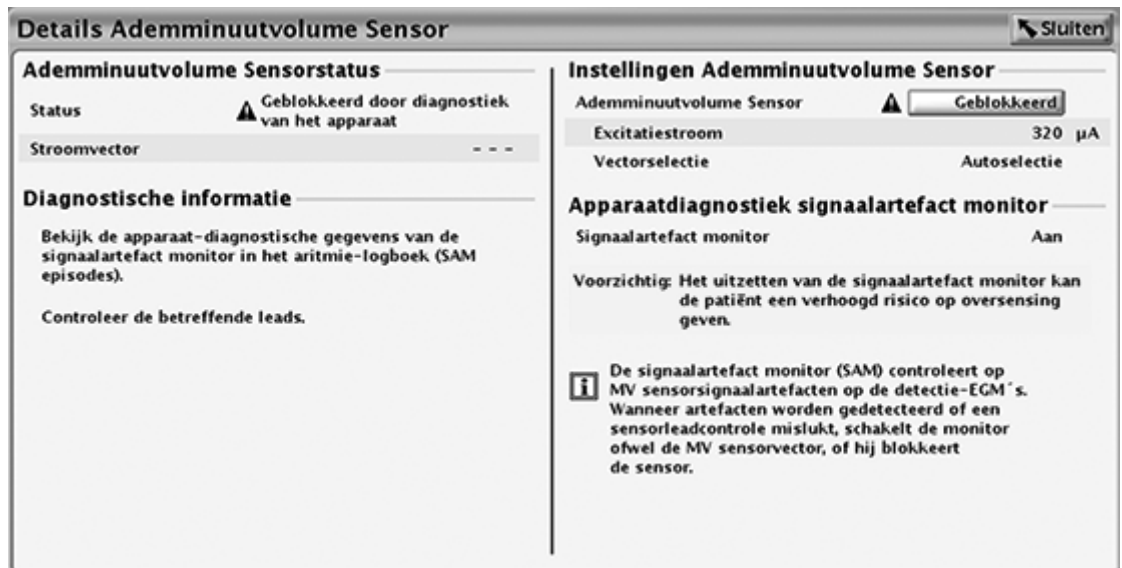 Details Ademminuutvolume Sensor
Sluiten
Ademminuutvolume Sensorstatus
Status
Geblokkeerd door diagnostiek
van het apparaat
Stroomvector
- - -
Diagnostische informatie
Bekijk de apparaat-diagnostische gegevens van de
signaalartefact monitor in het aritmie-logboek (SAM
episodes).
Controleer de betreffende leads.
Instellingen Ademminuutvolume Sensor
Ademminuutvolume Sensor
Geblokkeerd
Excitatiestroom 320 µA
Vectorselectie Autoselectie
Apparaatdiagnostiek signaalartefact monitor
Signaalartefact monitor Aan
Voorzichtig: Het uitzetten van de signaalartefact monitor kan
de patiënt een verhoogd risico op oversensing
geven.
De signaalartefact monitor (SAM) controleert op
MV sensorsignaalartefacten op de detectie-EGM´s.
Wanneer artefacten worden gedetecteerd of een
sensorleadcontrole mislukt, schakelt de monitor
ofwel de MV sensorvector, of hij blokkeert
de sensor.